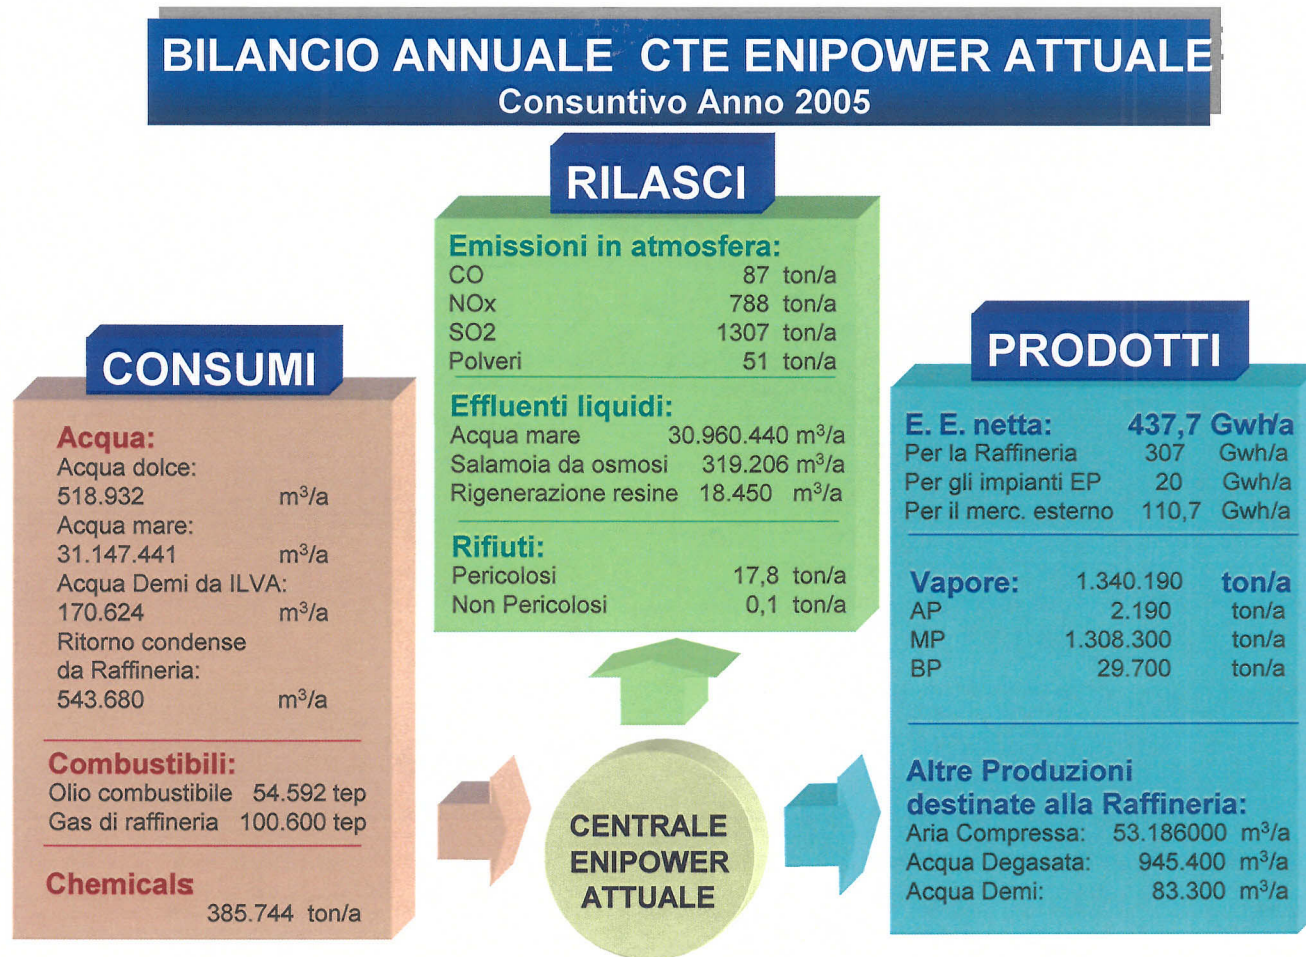 BILANCIO ANNUALE CTE ENIPOWER ATTUALE
Consuntivo Anno 2005
RILASCI
Emissioni in atmosfera:
CO 87 ton/a
NOx 788 ton/a
SO2 1307 ton/a
Polveri 51 ton/a
Effluenti liquidi:
Acqua mare 30.960.440 m³/a
Salamoia da osmosi 319.206 m³/a
Rigenerazione resine 18.450 m³/a
Rifiuti:
Pericolosi 17,8 ton/a
Non Pericolosi 0,1 ton/a
CONSUMI
Acqua:
Acqua dolce:
518.932 m³/a
Acqua mare:
31.147.441 m³/a
Acqua Demi da ILVA:
170.624 m³/a
Ritorno condense
da Raffineria:
543.680 m³/a
Combustibili:
Olio combustibile 54.592 tep
Gas di raffineria 100.600 tep
Chemicals
385.744 ton/a
CENTRALE
ENIPOWER
ATTUALE
PRODOTTI
E. E. netta: 437,7 Gwh/a
Per la Raffineria 307 Gwh/a
Per gli impianti EP 20 Gwh/a
Per il merc. esterno 110,7 Gwh/a
Vapore: 1.340.190 ton/a
AP 2.190 ton/a
MP 1.308.300 ton/a
BP 29.700 ton/a
Altre Produzioni
destinate alla Raffineria:
Aria Compressa: 53.186000 m³/a
Acqua Degasata: 945.400 m³/a
Acqua Demi: 83.300 m³/a